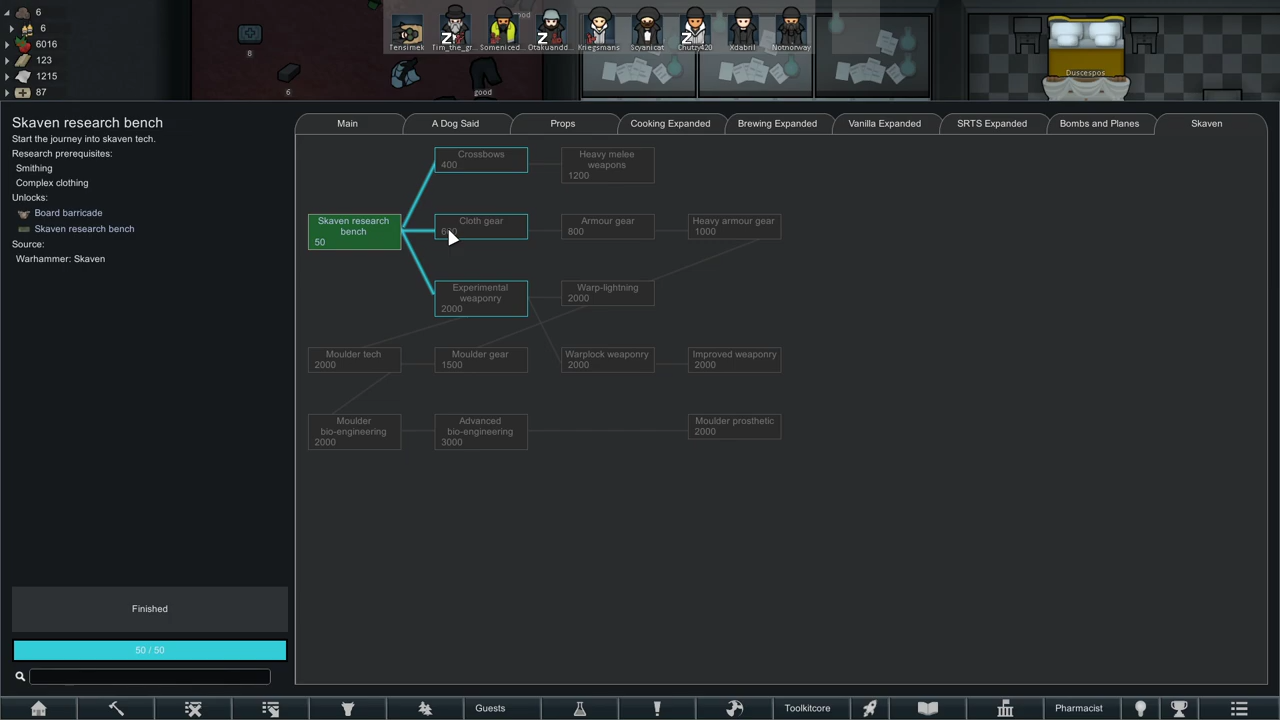 6
6
6016
123
1215
87
8
6
good
good
Tensimek
Tim_the_gr...
Someniced...
Otakuandd...
Kriegsmans
Scyanicat
Chutzy420
Xdabril
Notnorway
Duscespos
Skaven research bench
Start the journey into skaven tech.
Research prerequisites:
Smithing
Complex clothing
Unlocks:
Board barricade
Skaven research bench
Source:
Warhammer: Skaven
Finished
50 / 50
Main
A Dog Said
Props
Cooking Expanded
Brewing Expanded
Vanilla Expanded
SRTS Expanded
Bombs and Planes
Skaven
Crossbows
400
Heavy melee
weapons
1200
Skaven research
bench
50
Cloth gear
Armour gear
800
Heavy armour gear
1000
Experimental
weaponry
2000
Warp-lightning
2000
Moulder tech
2000
Moulder gear
1500
Warplock weaponry
2000
Improved weaponry
2000
Moulder
bio-engineering
2000
Advanced
bio-engineering
3000
Moulder prosthetic
2000
Guests
Toolkitcore
Pharmacist